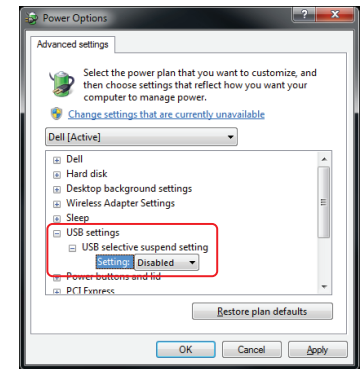 Power Options
Advanced settings
Select the power plan that you want to customize, and
then choose settings that reflect how you want your
computer to manage power.
Change settings that are currently unavailable
Dell [Active]
Dell
Hard disk
Desktop background settings
Wireless Adapter Settings
Sleep
USB settings
USB selective suspend setting
Setting: Disabled
Power buttons and lid
PCI Express
Restore plan defaults
OK Cancel Apply